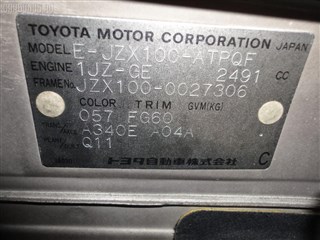 TOYOTA MOTOR CORPORATION JAPAN
MODEL E-JZX100-ATPQF
ENGINE 1JZ-GE 2491 CC
FRAME NO. JZX100-0027306
COLOR TRIM GVM(KG)
057 FG60
A340E A04A
Q11
トヨタ自動車株式会社 C